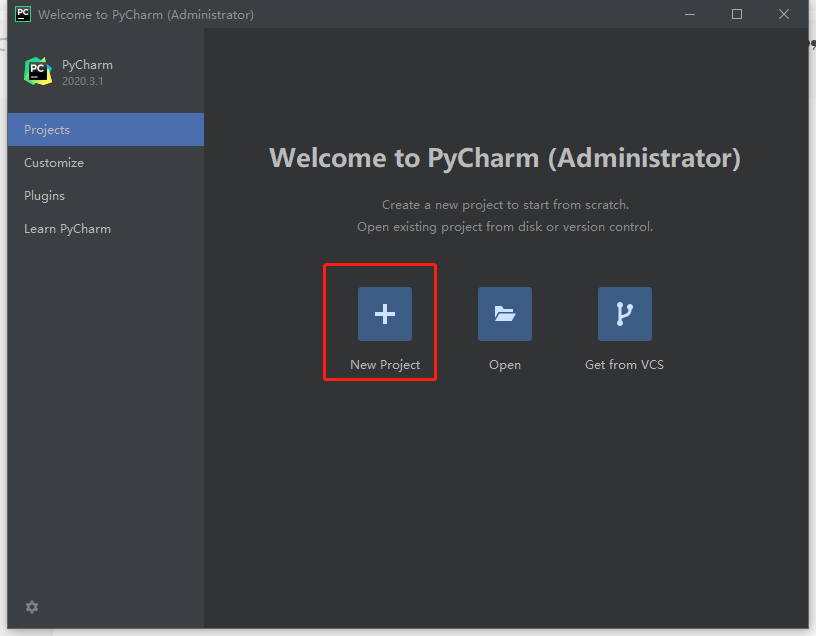 PC Welcome to PyCharm (Administrator)
PC
PyCharm
2020.3.1
Projects
Customize
Plugins
Learn PyCharm
Welcome to PyCharm (Administrator)
Create a new project to start from scratch.
Open existing project from disk or version control.
New Project
Open
Get from VCS